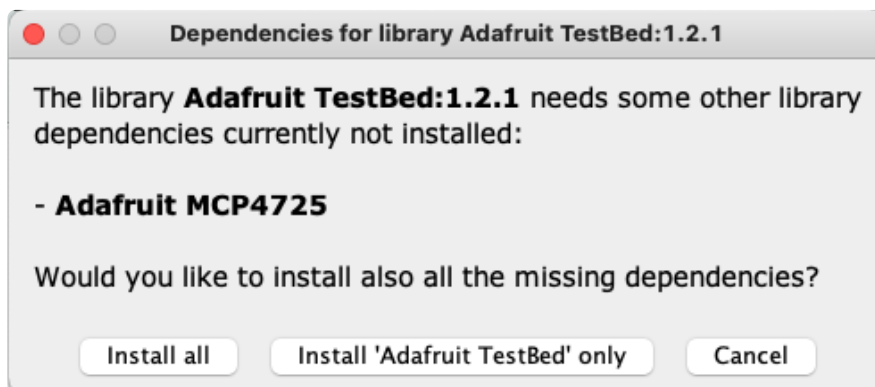 Dependencies for library Adafruit TestBed:1.2.1
The library Adafruit TestBed:1.2.1 needs some other library
dependencies currently not installed:
- Adafruit MCP4725
Would you like to install also all the missing dependencies?
Install all Install 'Adafruit TestBed' only Cancel